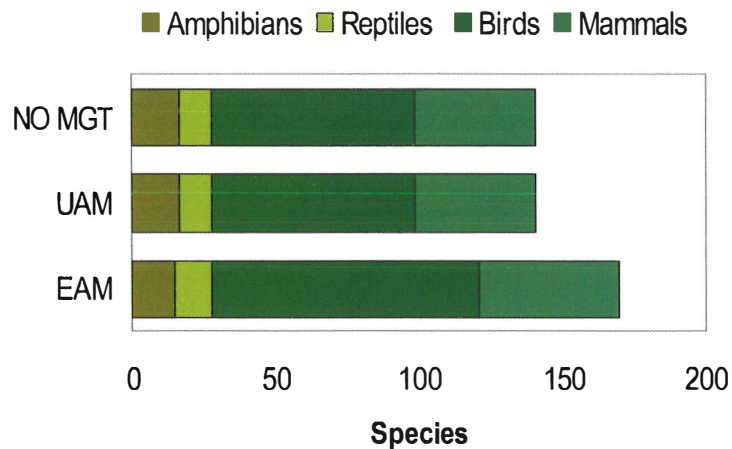 Amphibians Reptiles Birds Mammals
NO MGT
UAM
EAM
0 50 100 150 200
Species